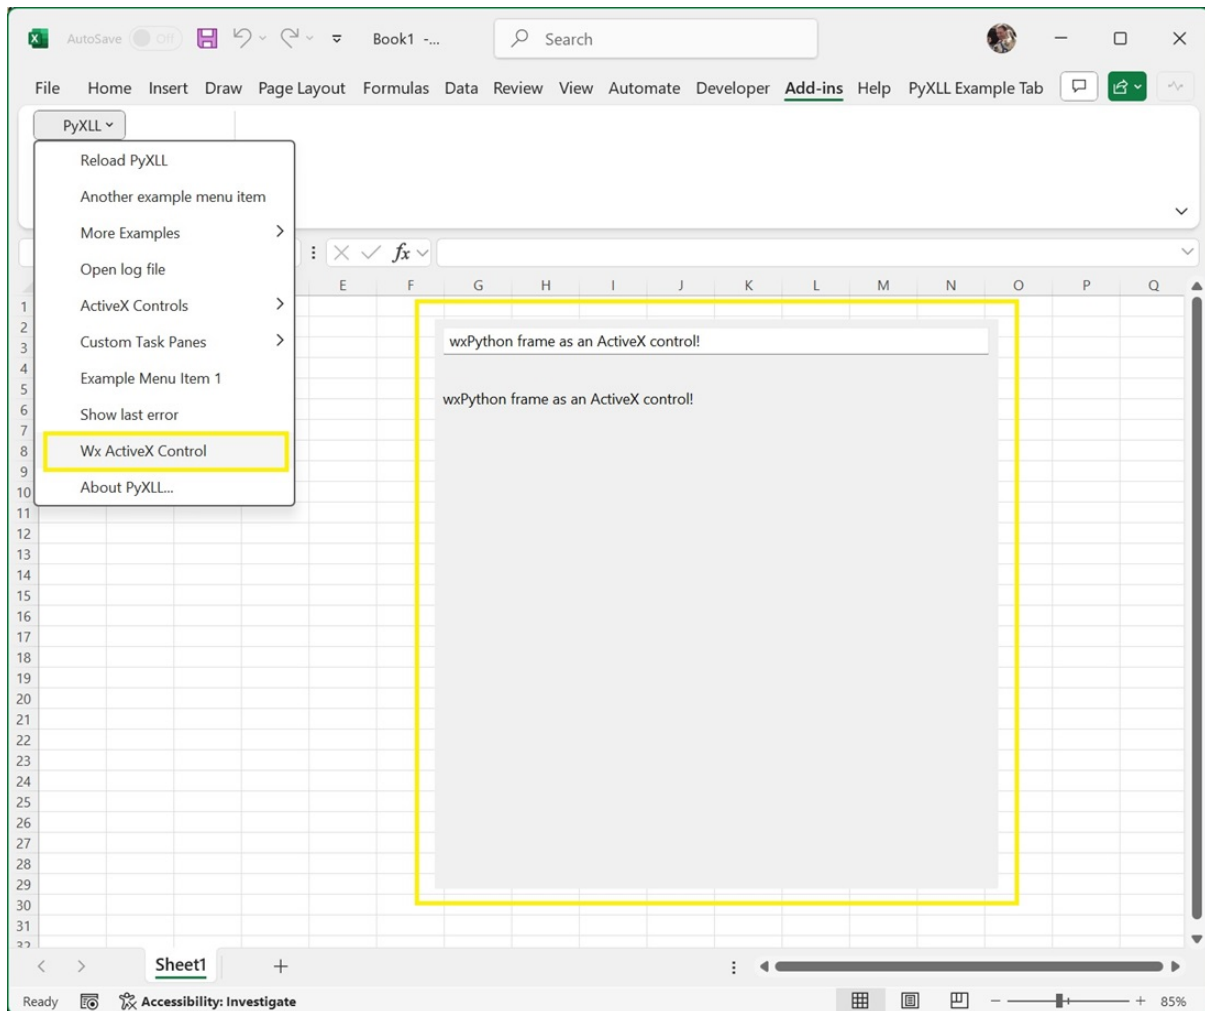 AutoSave Off Book1 -... Search
File Home Insert Draw Page Layout Formulas Data Review View Automate Developer Add-ins Help PyXLL Example Tab
PyXLL
Reload PyXLL
Another example menu item
More Examples
Open log file
ActiveX Controls
Custom Task Panes
Example Menu Item 1
Show last error
Wx ActiveX Control
About PyXLL...
fx
E F G H I J K L M N O P Q
wxPython frame as an ActiveX control!
wxPython frame as an ActiveX control!
1
2
3
4
5
6
7
8
9
10
11
12
13
14
15
16
17
18
19
20
21
22
23
24
25
26
27
28
29
30
31
32
Sheet1
Ready Accessibility: Investigate 85%